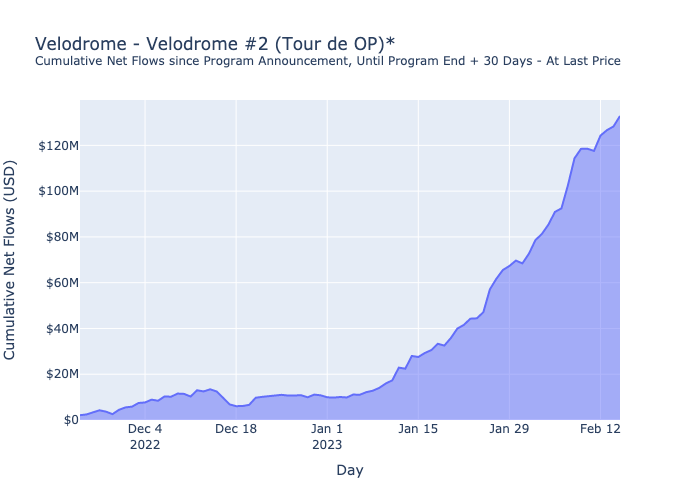 Velodrome - Velodrome #2 (Tour de OP)*
Cumulative Net Flows since Program Announcement, Until Program End + 30 Days - At Last Price
Cumulative Net Flows (USD)
$120M
$100M
$80M
$60M
$40M
$20M
$0
Dec 4 Dec 18 Jan 1 Jan 15 Jan 29 Feb 12
2022 2023
Day